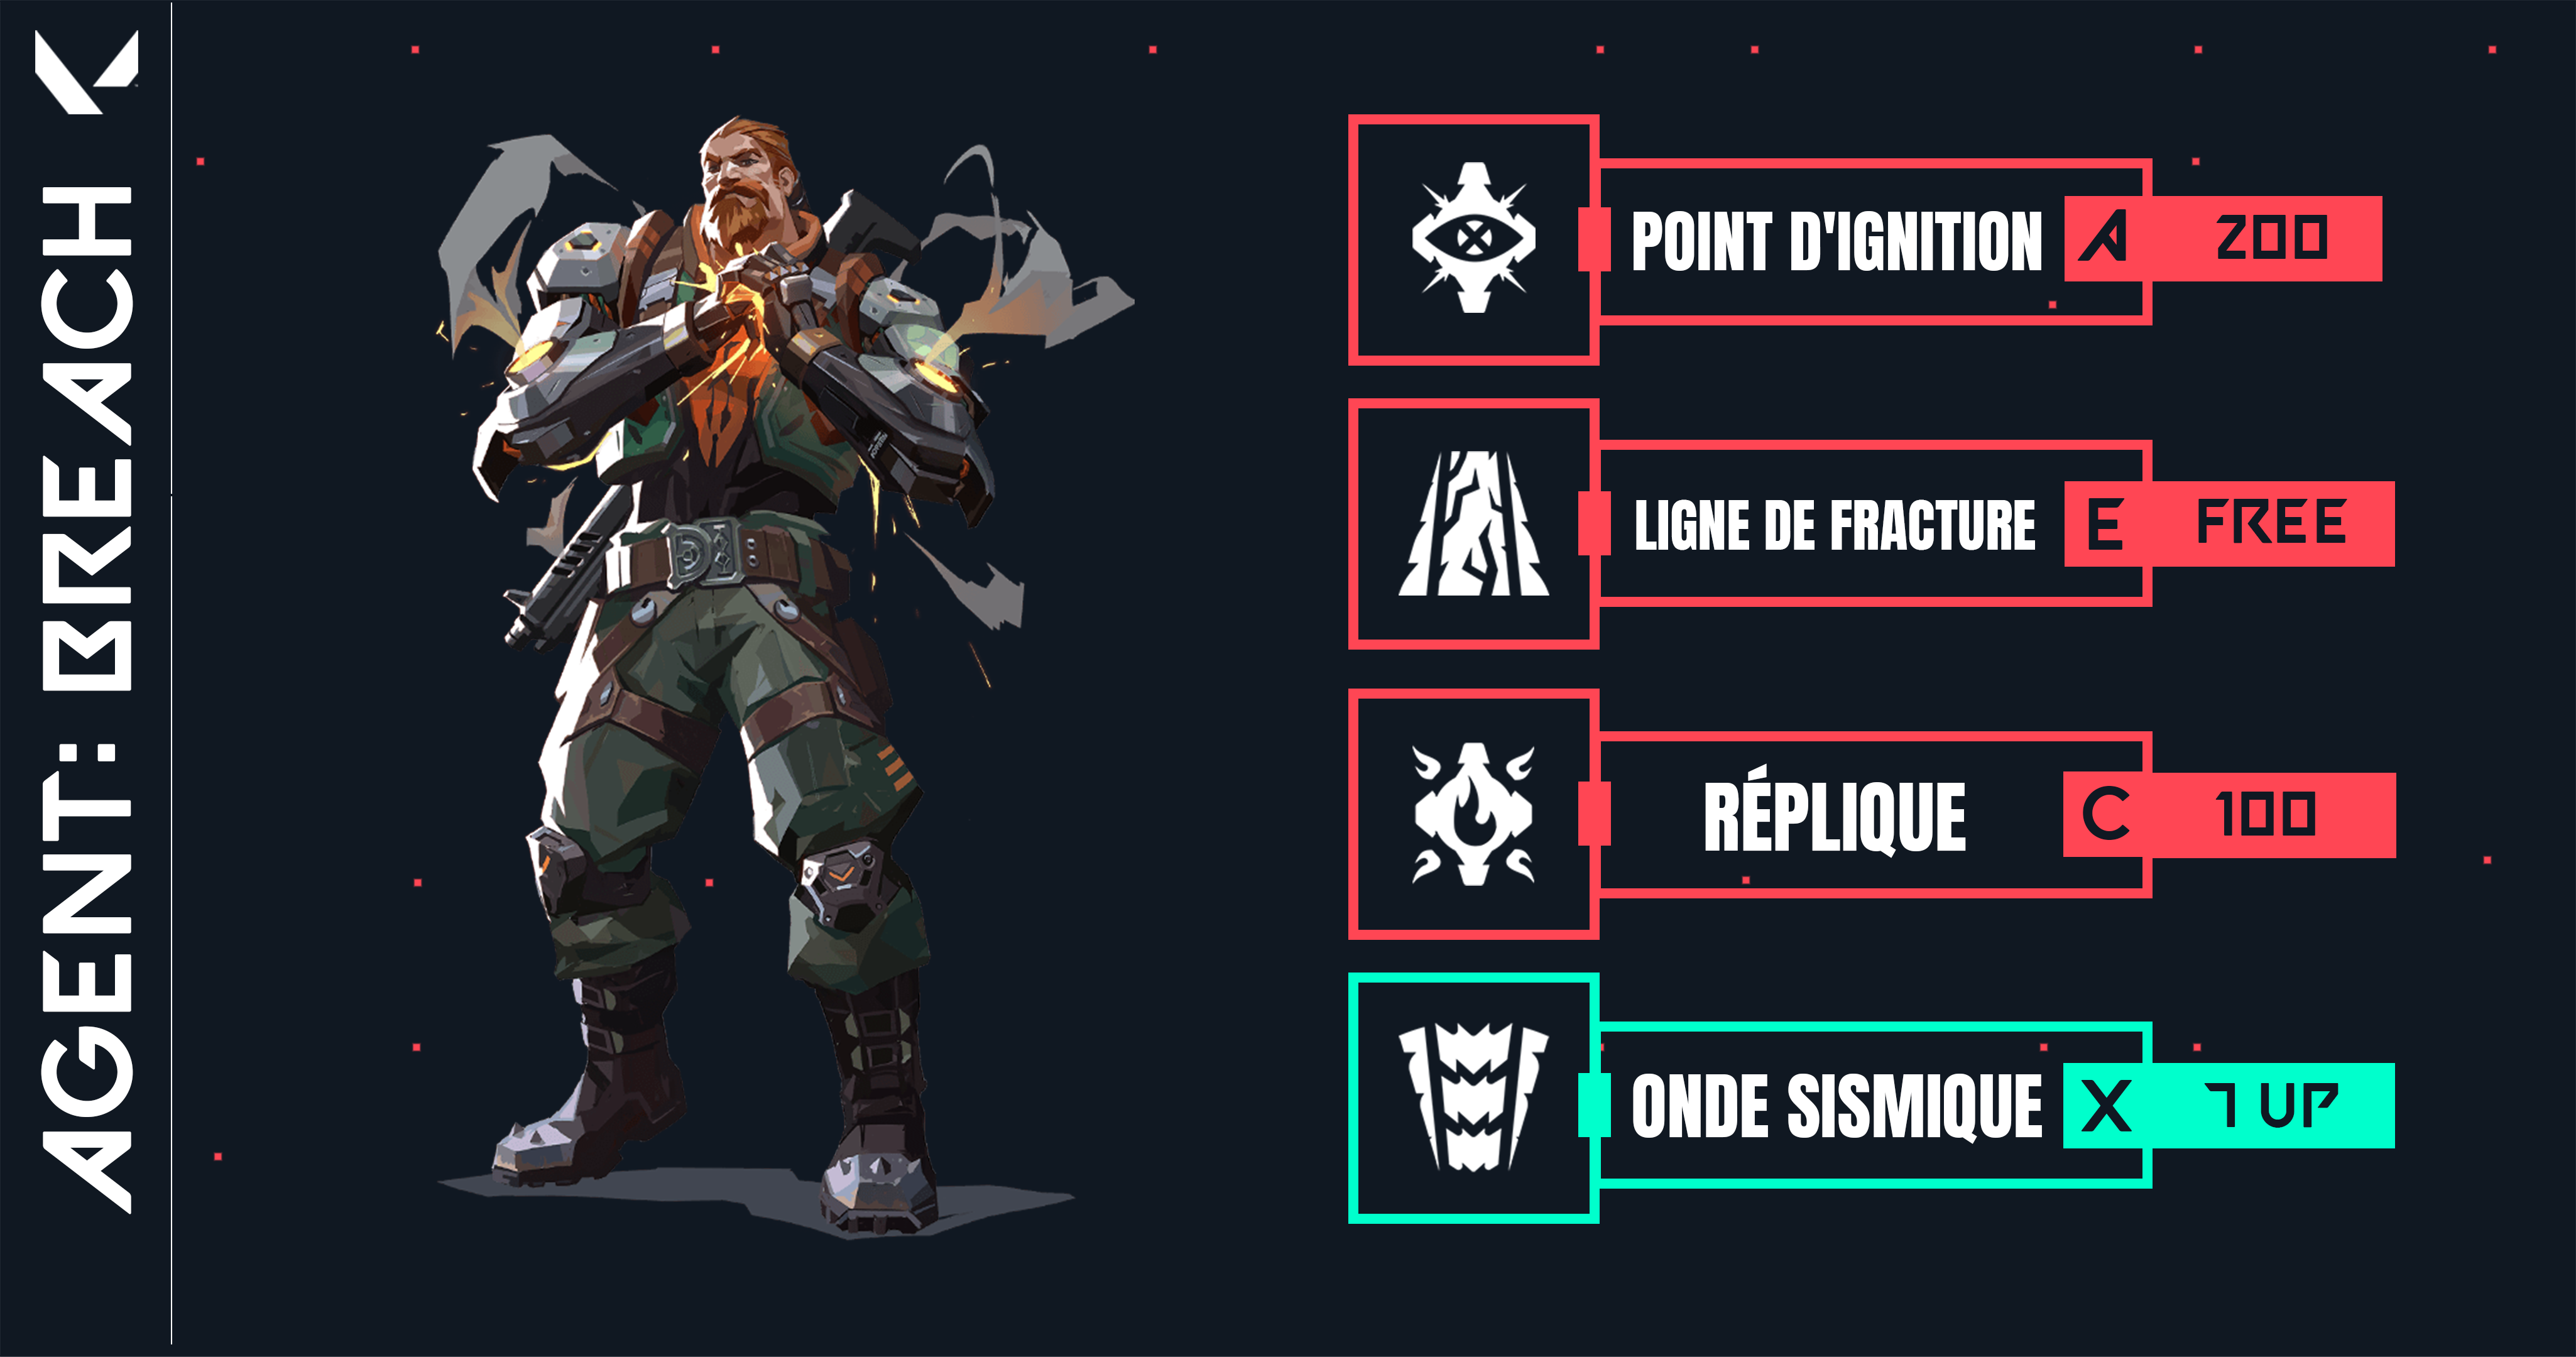 AGENT: BREACH
POINT D'IGNITION A 200
LIGNE DE FRACTURE E FREE
RÉPLIQUE C 100
ONDE SISMIQUE X 7 UP